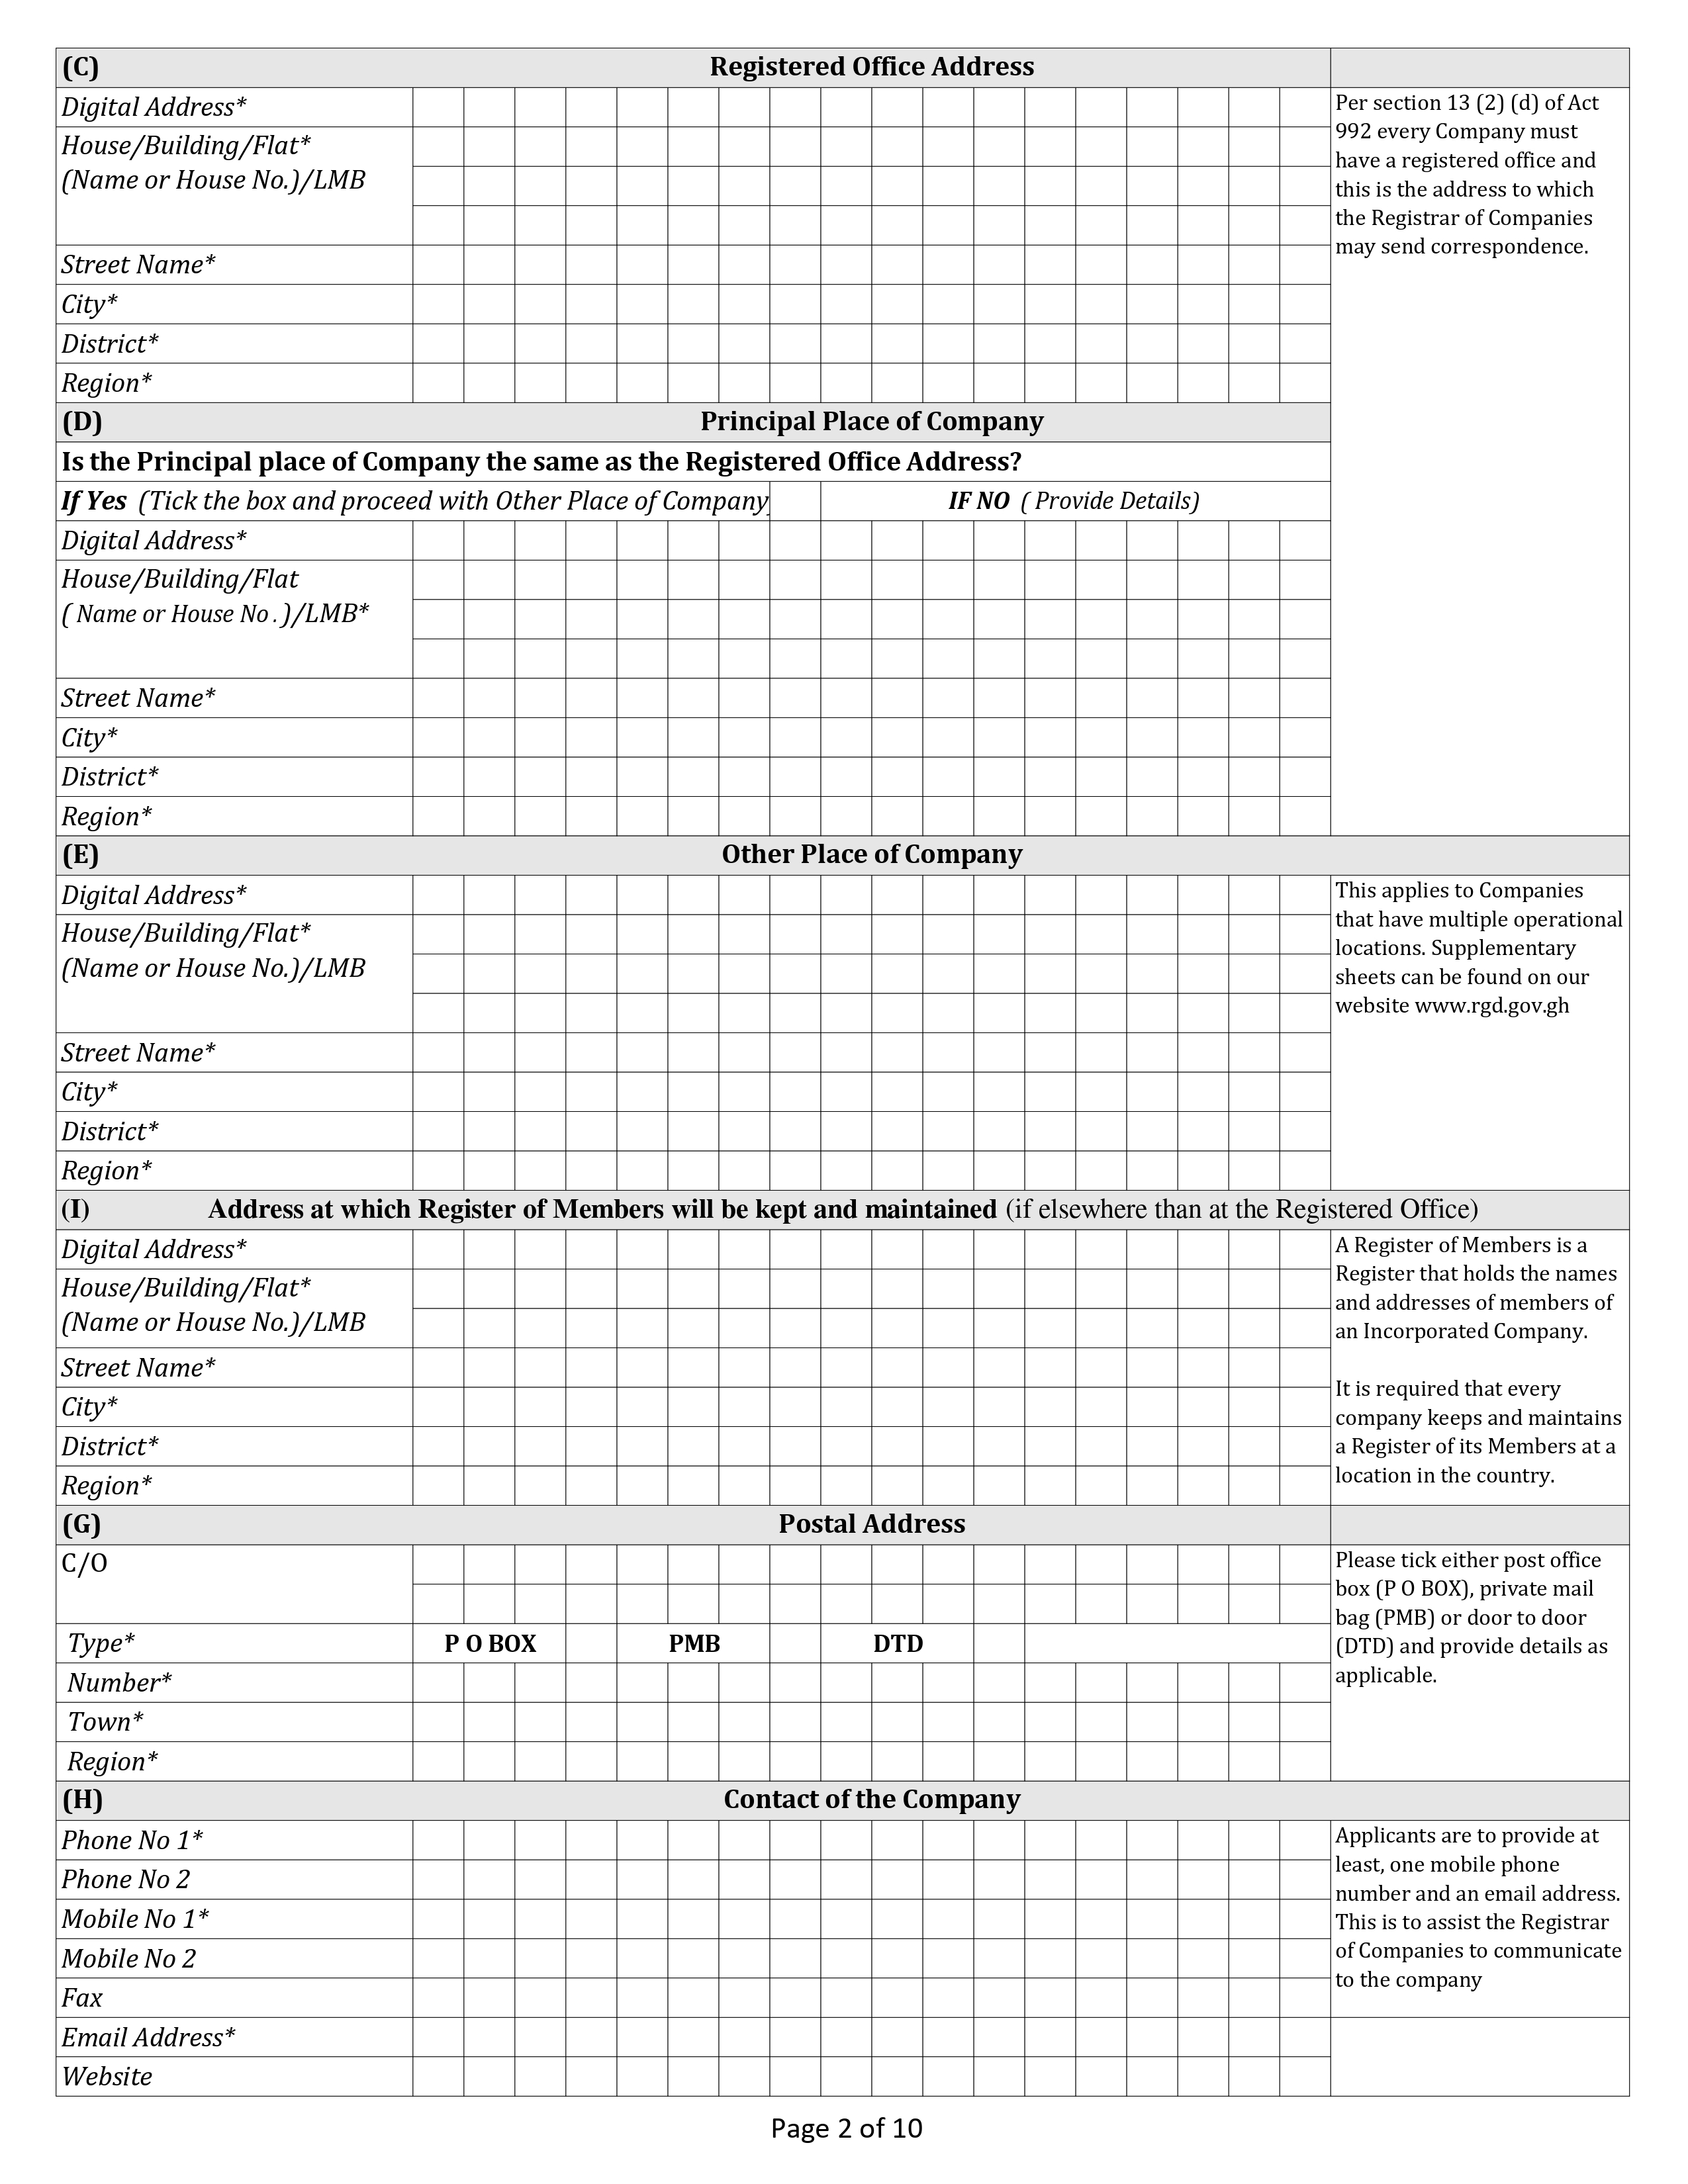 (C) Registered Office Address
Digital Address*
House/Building/Flat*
(Name or House No.)/LMB
Street Name*
City*
District*
Region*
Per section 13 (2) (d) of Act
992 every Company must
have a registered office and
this is the address to which
the Registrar of Companies
may send correspondence.
(D) Principal Place of Company
Is the Principal place of Company the same as the Registered Office Address?
If Yes (Tick the box and proceed with Other Place of Company
IF NO ( Provide Details)
Digital Address*
House/Building/Flat
( Name or House No . )/LMB*
Street Name*
City*
District*
Region*
(E) Other Place of Company
Digital Address*
House/Building/Flat*
(Name or House No.)/LMB
Street Name*
City*
District*
Region*
This applies to Companies
that have multiple operational
locations. Supplementary
sheets can be found on our
website www.rgd.gov.gh
(I) Address at which Register of Members will be kept and maintained (if elsewhere than at the Registered Office)
Digital Address*
House/Building/Flat*
(Name or House No.)/LMB
Street Name*
City*
District*
Region*
A Register of Members is a
Register that holds the names
and addresses of members of
an Incorporated Company.
It is required that every
company keeps and maintains
a Register of its Members at a
location in the country.
(G) Postal Address
C/O
Type* P O BOX PMB DTD
Number*
Town*
Region*
Please tick either post office
box (P O BOX), private mail
bag (PMB) or door to door
(DTD) and provide details as
applicable.
(H) Contact of the Company
Phone No 1*
Phone No 2
Mobile No 1*
Mobile No 2
Fax
Email Address*
Website
Applicants are to provide at
least, one mobile phone
number and an email address.
This is to assist the Registrar
of Companies to communicate
to the company
Page 2 of 10